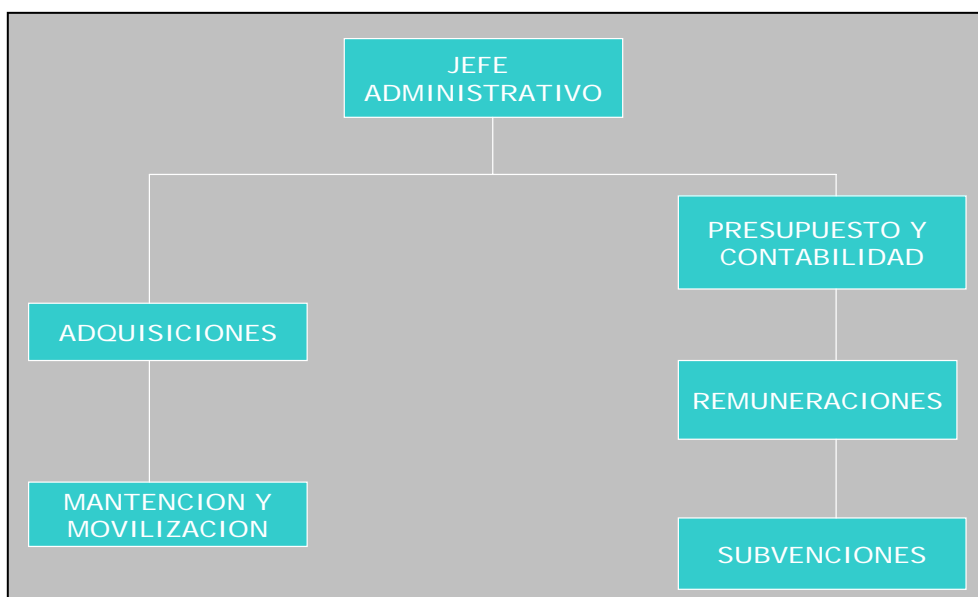 JEFE
ADMINISTRATIVO
PRESUPUESTO Y
CONTABILIDAD
ADQUISICIONES
REMUNERACIONES
MANTENCION Y
MOVILIZACION
SUBVENCIONES